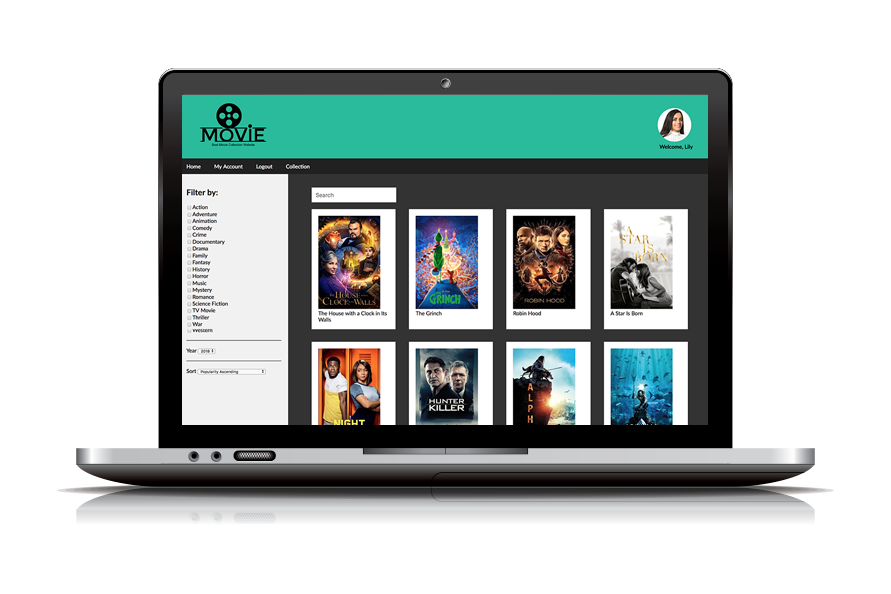 MOViE
Best Movie Collection Website
Welcome, Lily
Home My Account Logout Collection
Filter by:
Action
Adventure
Animation
Comedy
Crime
Documentary
Drama
Family
Fantasy
History
Horror
Music
Mystery
Romance
Science Fiction
TV Movie
Thriller
War
Western
Year 2018
Sort Popularity Ascending
Search
THE HOUSE
WITH A
CLOCK IN ITS
WALLS
The House with a Clock in Its
Walls
THE
GRINCH
The Grinch
ROBIN HOOD
Robin Hood
A
STAR
IS
BORN
A Star Is Born
NIGHT
HUNTER
KILLER
ALPH